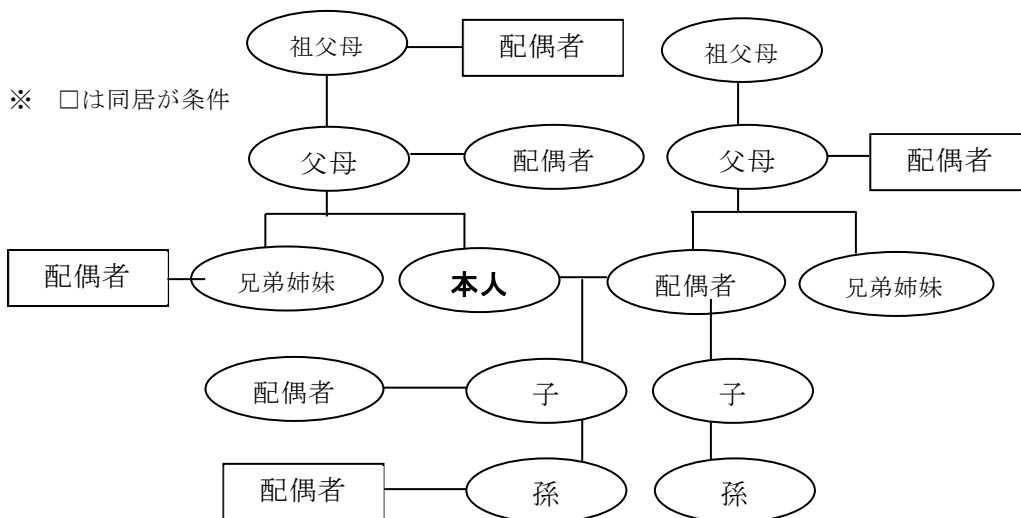 祖父母
配偶者
祖父母
※ □は同居が条件
父母
配偶者
父母
配偶者
配偶者
兄弟姉妹
本人
配偶者
兄弟姉妹
配偶者
子
子
配偶者
孫
孫